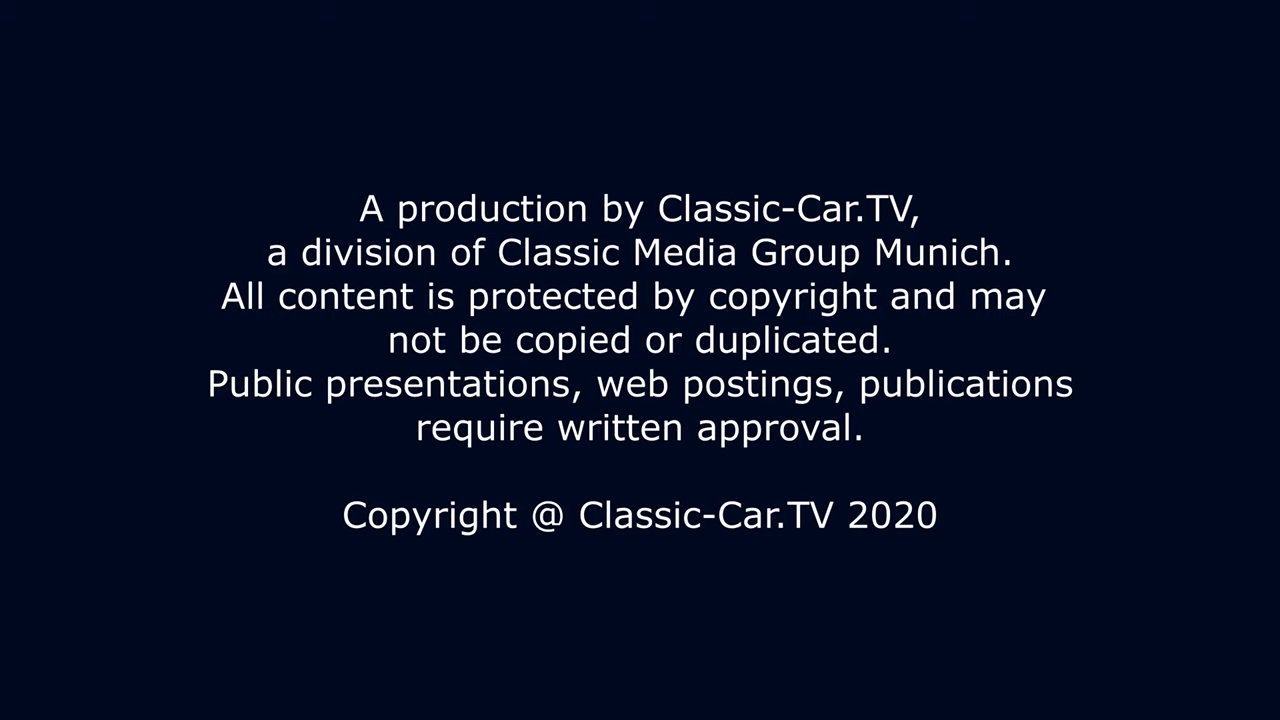 A production by Classic-Car.TV,
a division of Classic Media Group Munich.
All content is protected by copyright and may
not be copied or duplicated.
Public presentations, web postings, publications
require written approval.
Copyright @ Classic-Car.TV 2020